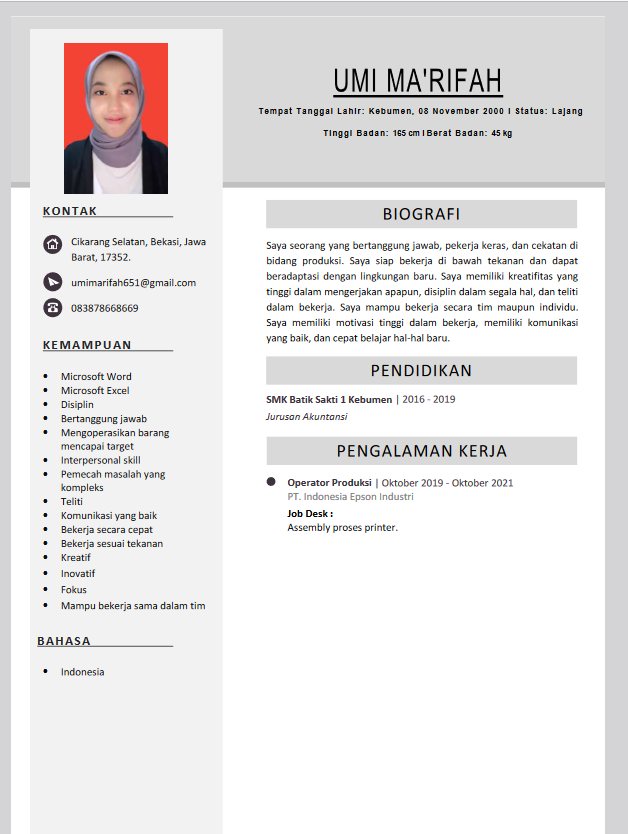 UMI MA'RIFAH
Tempat Tanggal Lahir: Kebumen, 08 November 2000 I Status: Lajang
Tinggi Badan: 165 cm I Berat Badan: 45 kg
KONTAK
Cikarang Selatan, Bekasi, Jawa
Barat, 17352.
umimarifah651@gmail.com
083878668669
KEMAMPUAN
• Microsoft Word
• Microsoft Excel
• Disiplin
• Bertanggung jawab
• Mengoperasikan barang
mencapai target
• Interpersonal skill
• Pemecah masalah yang
kompleks
• Teliti
• Komunikasi yang baik
• Bekerja secara cepat
• Bekerja sesuai tekanan
• Kreatif
• Inovatif
• Fokus
• Mampu bekerja sama dalam tim
BAHASA
• Indonesia
BIOGRAFI
Saya seorang yang bertanggung jawab, pekerja keras, dan cekatan di
bidang produksi. Saya siap bekerja di bawah tekanan dan dapat
beradaptasi dengan lingkungan baru. Saya memiliki kreatifitas yang
tinggi dalam mengerjakan apapun, disiplin dalam segala hal, dan teliti
dalam bekerja. Saya mampu bekerja secara tim maupun individu.
Saya memiliki motivasi tinggi dalam bekerja, memiliki komunikasi
yang baik, dan cepat belajar hal-hal baru.
PENDIDIKAN
SMK Batik Sakti 1 Kebumen | 2016 - 2019
Jurusan Akuntansi
PENGALAMAN KERJA
Operator Produksi | Oktober 2019 - Oktober 2021
PT. Indonesia Epson Industri
Job Desk :
Assembly proses printer.